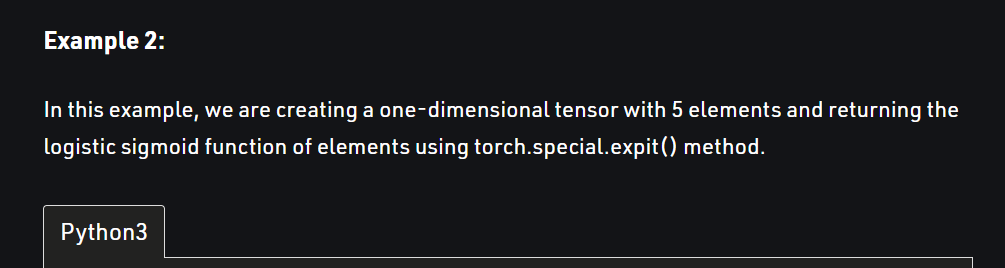 Example 2:
In this example, we are creating a one-dimensional tensor with 5 elements and returning the
logistic sigmoid function of elements using torch.special.expit() method.
Python3